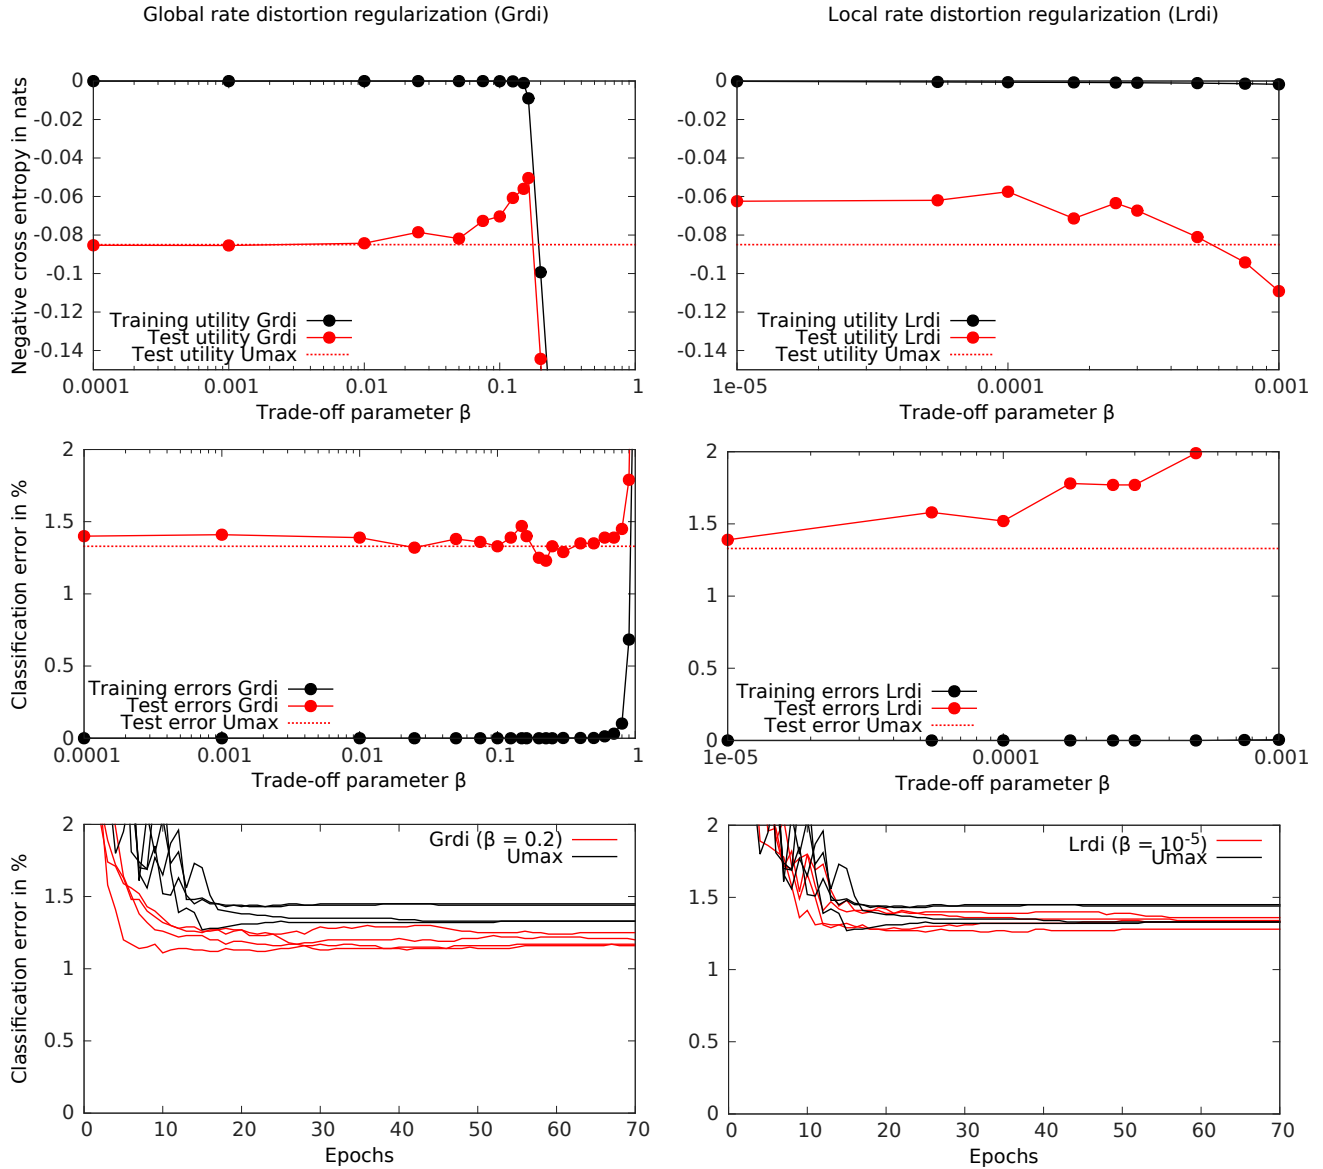 Global rate distortion regularization (Grdi)
Local rate distortion regularization (Lrdi)
Negative cross entropy in nats
0
-0.02
-0.04
-0.06
-0.08
-0.1
-0.12
-0.14
Training utility Grdi
Test utility Grdi
Test utility Umax
0.0001 0.001 0.01 0.1 1
Trade-off parameter β
0
-0.02
-0.04
-0.06
-0.08
-0.1
-0.12
-0.14
Training utility Lrdi
Test utility Lrdi
Test utility Umax
1e-05 0.0001 0.001
Trade-off parameter β
Classification error in %
2
1.5
1
0.5
0
Training errors Grdi
Test errors Grdi
Test error Umax
0.0001 0.001 0.01 0.1 1
Trade-off parameter β
2
1.5
1
0.5
0
Training errors Lrdi
Test errors Lrdi
Test error Umax
1e-05 0.0001 0.001
Trade-off parameter β
Classification error in %
2
1.5
1
0.5
0
Grdi (β = 0.2)
Umax
0 10 20 30 40 50 60 70
Epochs
2
1.5
1
0.5
0
Lrdi (β = 10^-5)
Umax
0 10 20 30 40 50 60 70
Epochs